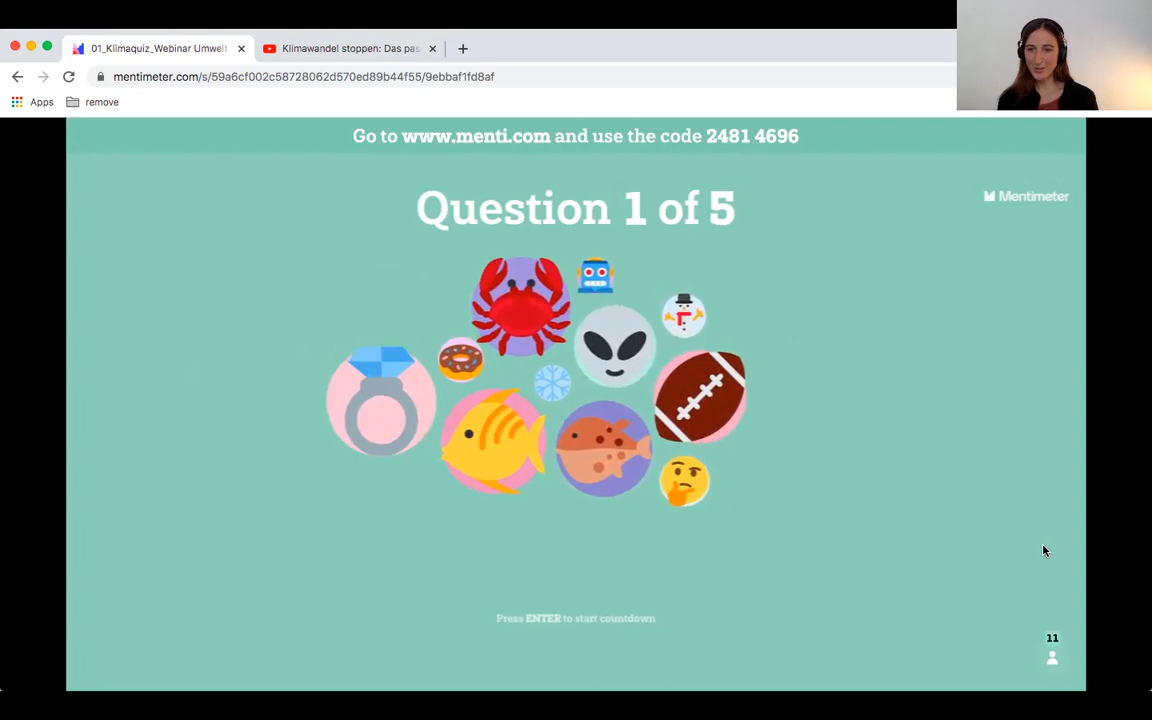 01_Klimaquiz_Webinar Umwelt
Klimawandel stoppen: Das pas
mentimeter.com/s/59a6cf002c58728062d570ed89b44f55/9ebbaf1fd8af
Apps
remove
Go to www.menti.com and use the code 2481 4696
Mentimeter
Question 1 of 5
Press ENTER to start countdown
11